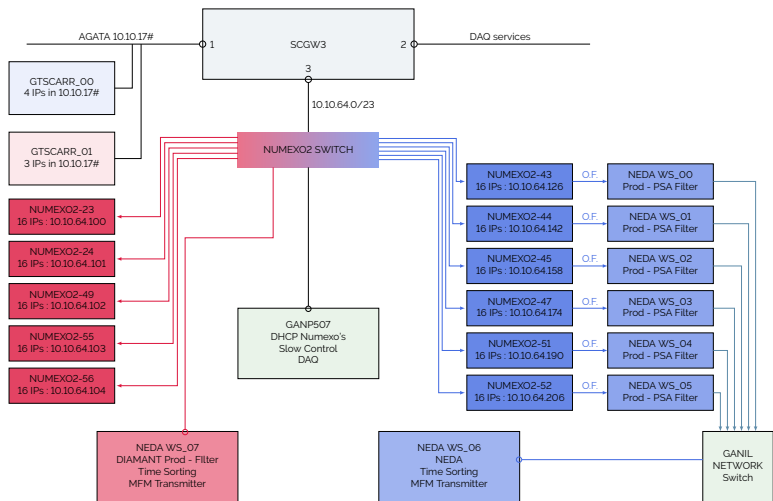 AGATA 10.10.17#
1
SCGW3
2
DAQ services
3
GTSCARR_00
4 IPs in 10.10.17#
10.10.64.0/23
GTSCARR_01
3 IPs in 10.10.17#
NUMEXO2 SWITCH
NUMEXO2-23
16 IPs : 10.10.64.100
NUMEXO2-24
16 IPs : 10.10.64.101
NUMEXO2-49
16 IPs : 10.10.64.102
NUMEXO2-55
16 IPs : 10.10.64.103
NUMEXO2-56
16 IPs : 10.10.64.104
GANP507
DHCP Numexo's
Slow Control
DAQ
NUMEXO2-43
16 IPs : 10.10.64.126
O.F.
NEDA WS_00
Prod - PSA Filter
NUMEXO2-44
16 IPs : 10.10.64.142
O.F.
NEDA WS_01
Prod - PSA Filter
NUMEXO2-45
16 IPs : 10.10.64.158
O.F.
NEDA WS_02
Prod - PSA Filter
NUMEXO2-47
16 IPs : 10.10.64.174
O.F.
NEDA WS_03
Prod - PSA Filter
NUMEXO2-51
16 IPs : 10.10.64.190
O.F.
NEDA WS_04
Prod - PSA Filter
NUMEXO2-52
16 IPs : 10.10.64.206
O.F.
NEDA WS_05
Prod - PSA Filter
NEDA WS_07
DIAMANT Prod - FIlter
Time Sorting
MFM Transmitter
NEDA WS_06
NEDA
Time Sorting
MFM Transmitter
GANIL
NETWORK
Switch